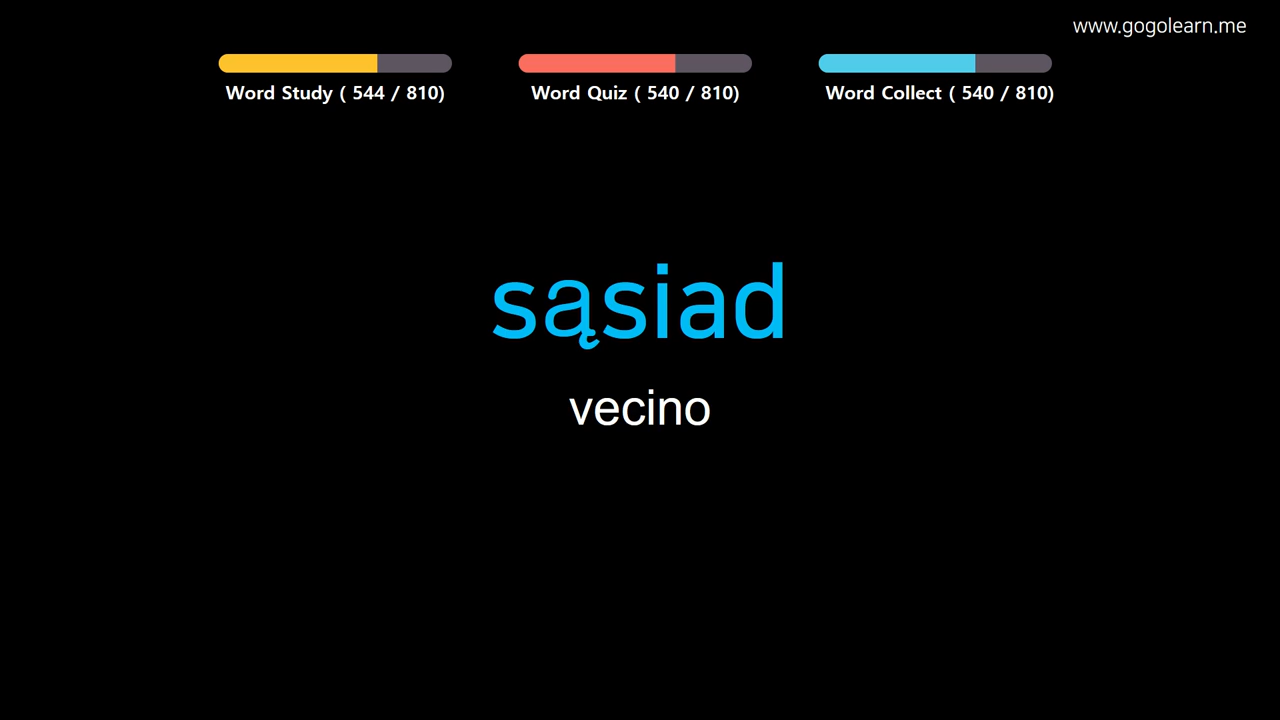 www.gogolearn.me
Word Study ( 544 / 810)
Word Quiz ( 540 / 810)
Word Collect ( 540 / 810)
sąsiad
vecino